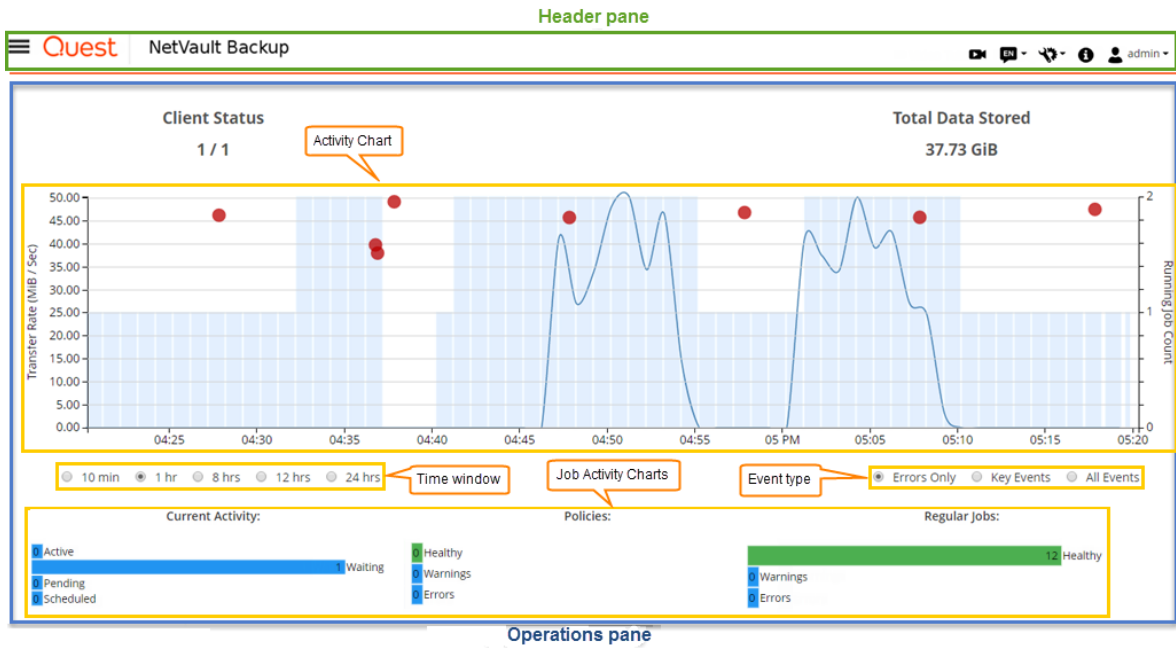 Header pane
Quest NetVault Backup
EN
admin
Client Status
Total Data Stored
1 / 1
37.73 GiB
Activity Chart
Transfer Rate (MiB / Sec)
50.00
45.00
40.00
35.00
30.00
25.00
20.00
15.00
10.00
5.00
0.00
2
1
0
Running Job Count
04:25 04:30 04:35 04:40 04:45 04:50 04:55 05 PM 05:05 05:10 05:15 05:20
10 min 1 hr 8 hrs 12 hrs 24 hrs
Time window
Job Activity Charts
Event type
Errors Only Key Events All Events
Current Activity:
0 Active
1 Waiting
0 Pending
0 Scheduled
Policies:
0 Healthy
0 Warnings
0 Errors
Regular Jobs:
12 Healthy
0 Warnings
0 Errors
Operations pane